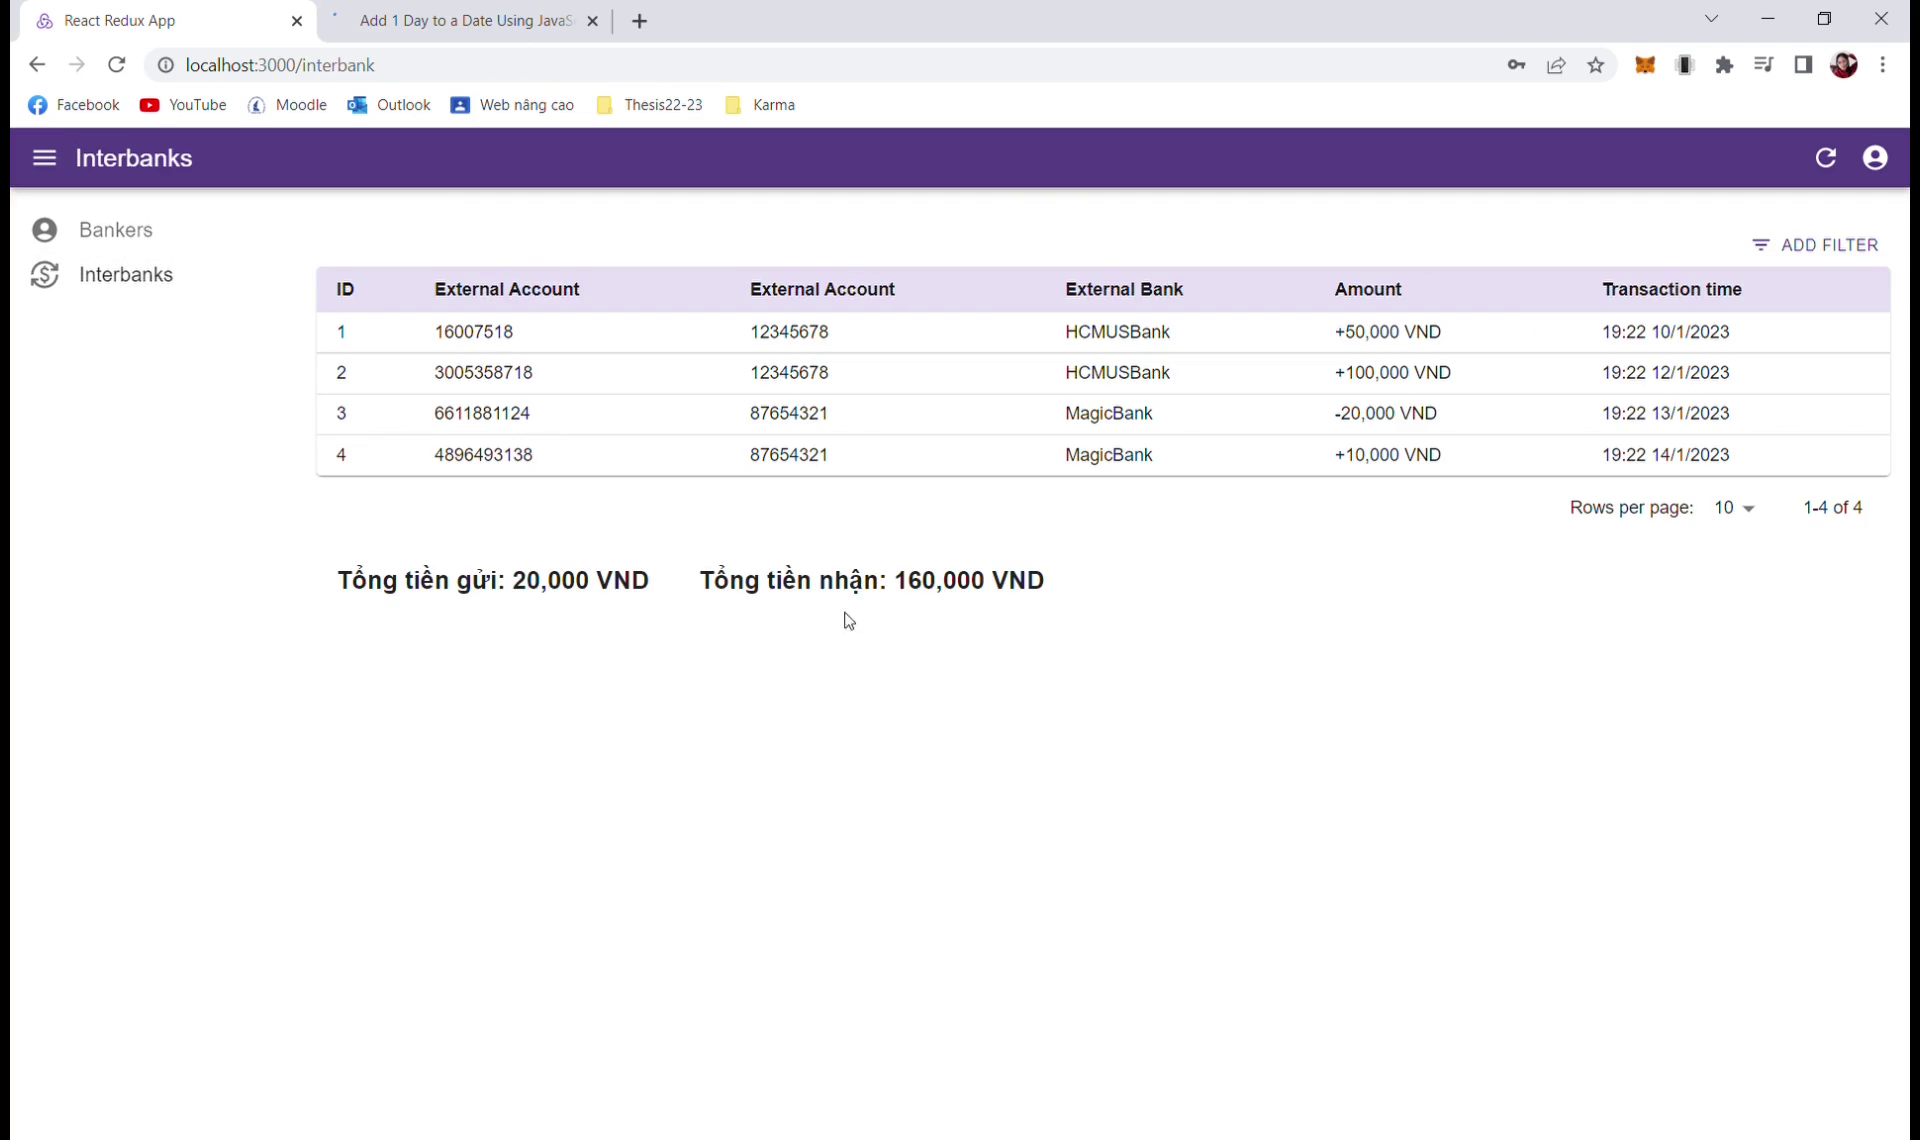 React Redux App
Add 1 Day to a Date Using JavaS
localhost:3000/interbank
Facebook YouTube Moodle Outlook Web nâng cao Thesis22-23 Karma
Interbanks
Bankers
Interbanks
ADD FILTER
ID External Account External Account External Bank Amount Transaction time
1 16007518 12345678 HCMUSBank +50,000 VND 19:22 10/1/2023
2 3005358718 12345678 HCMUSBank +100,000 VND 19:22 12/1/2023
3 6611881124 87654321 MagicBank -20,000 VND 19:22 13/1/2023
4 4896493138 87654321 MagicBank +10,000 VND 19:22 14/1/2023
Rows per page: 10 1-4 of 4
Tổng tiền gửi: 20,000 VND Tổng tiền nhận: 160,000 VND